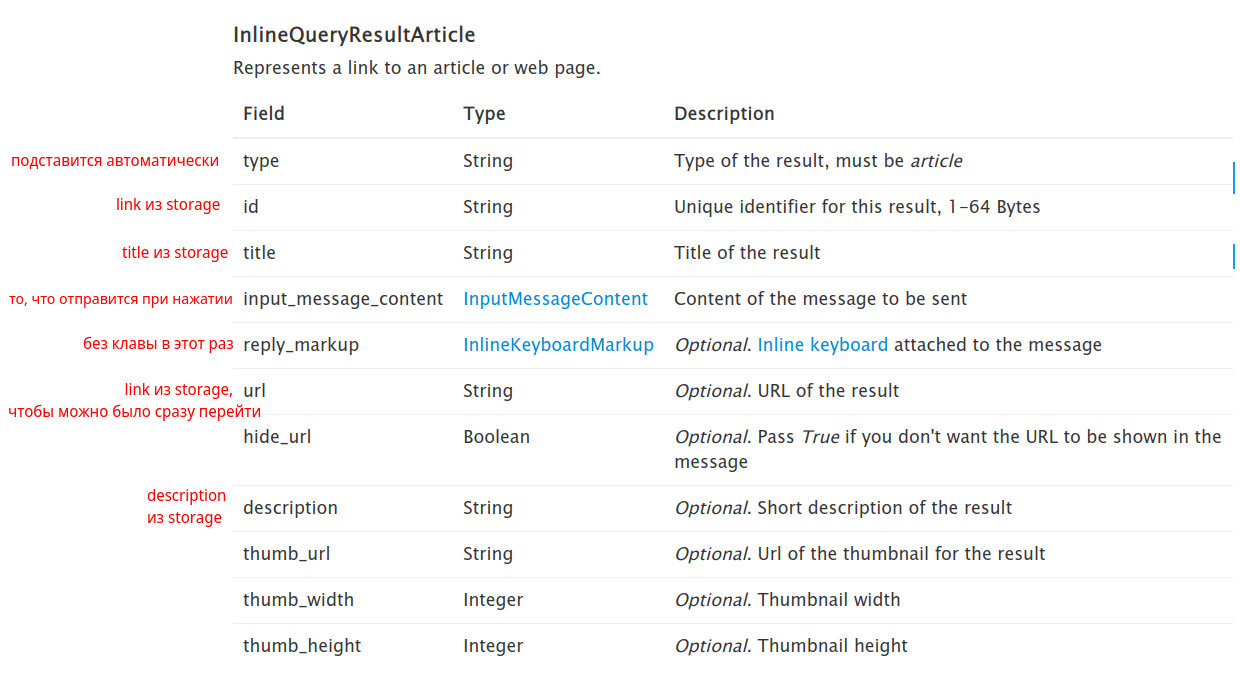 InlineQueryResultArticle
Represents a link to an article or web page.
Field Type Description
подставится автоматически type String Type of the result, must be article
link из storage id String Unique identifier for this result, 1–64 Bytes
title из storage title String Title of the result
то, что отправится при нажатии input_message_content InputMessageContent Content of the message to be sent
без клавы в этот раз reply_markup InlineKeyboardMarkup Optional. Inline keyboard attached to the message
link из storage, url String Optional. URL of the result
чтобы можно было сразу перейти
hide_url Boolean Optional. Pass True if you don't want the URL to be shown in the
message
description
description String Optional. Short description of the result
из storage
thumb_url String Optional. Url of the thumbnail for the result
thumb_width Integer Optional. Thumbnail width
thumb_height Integer Optional. Thumbnail height